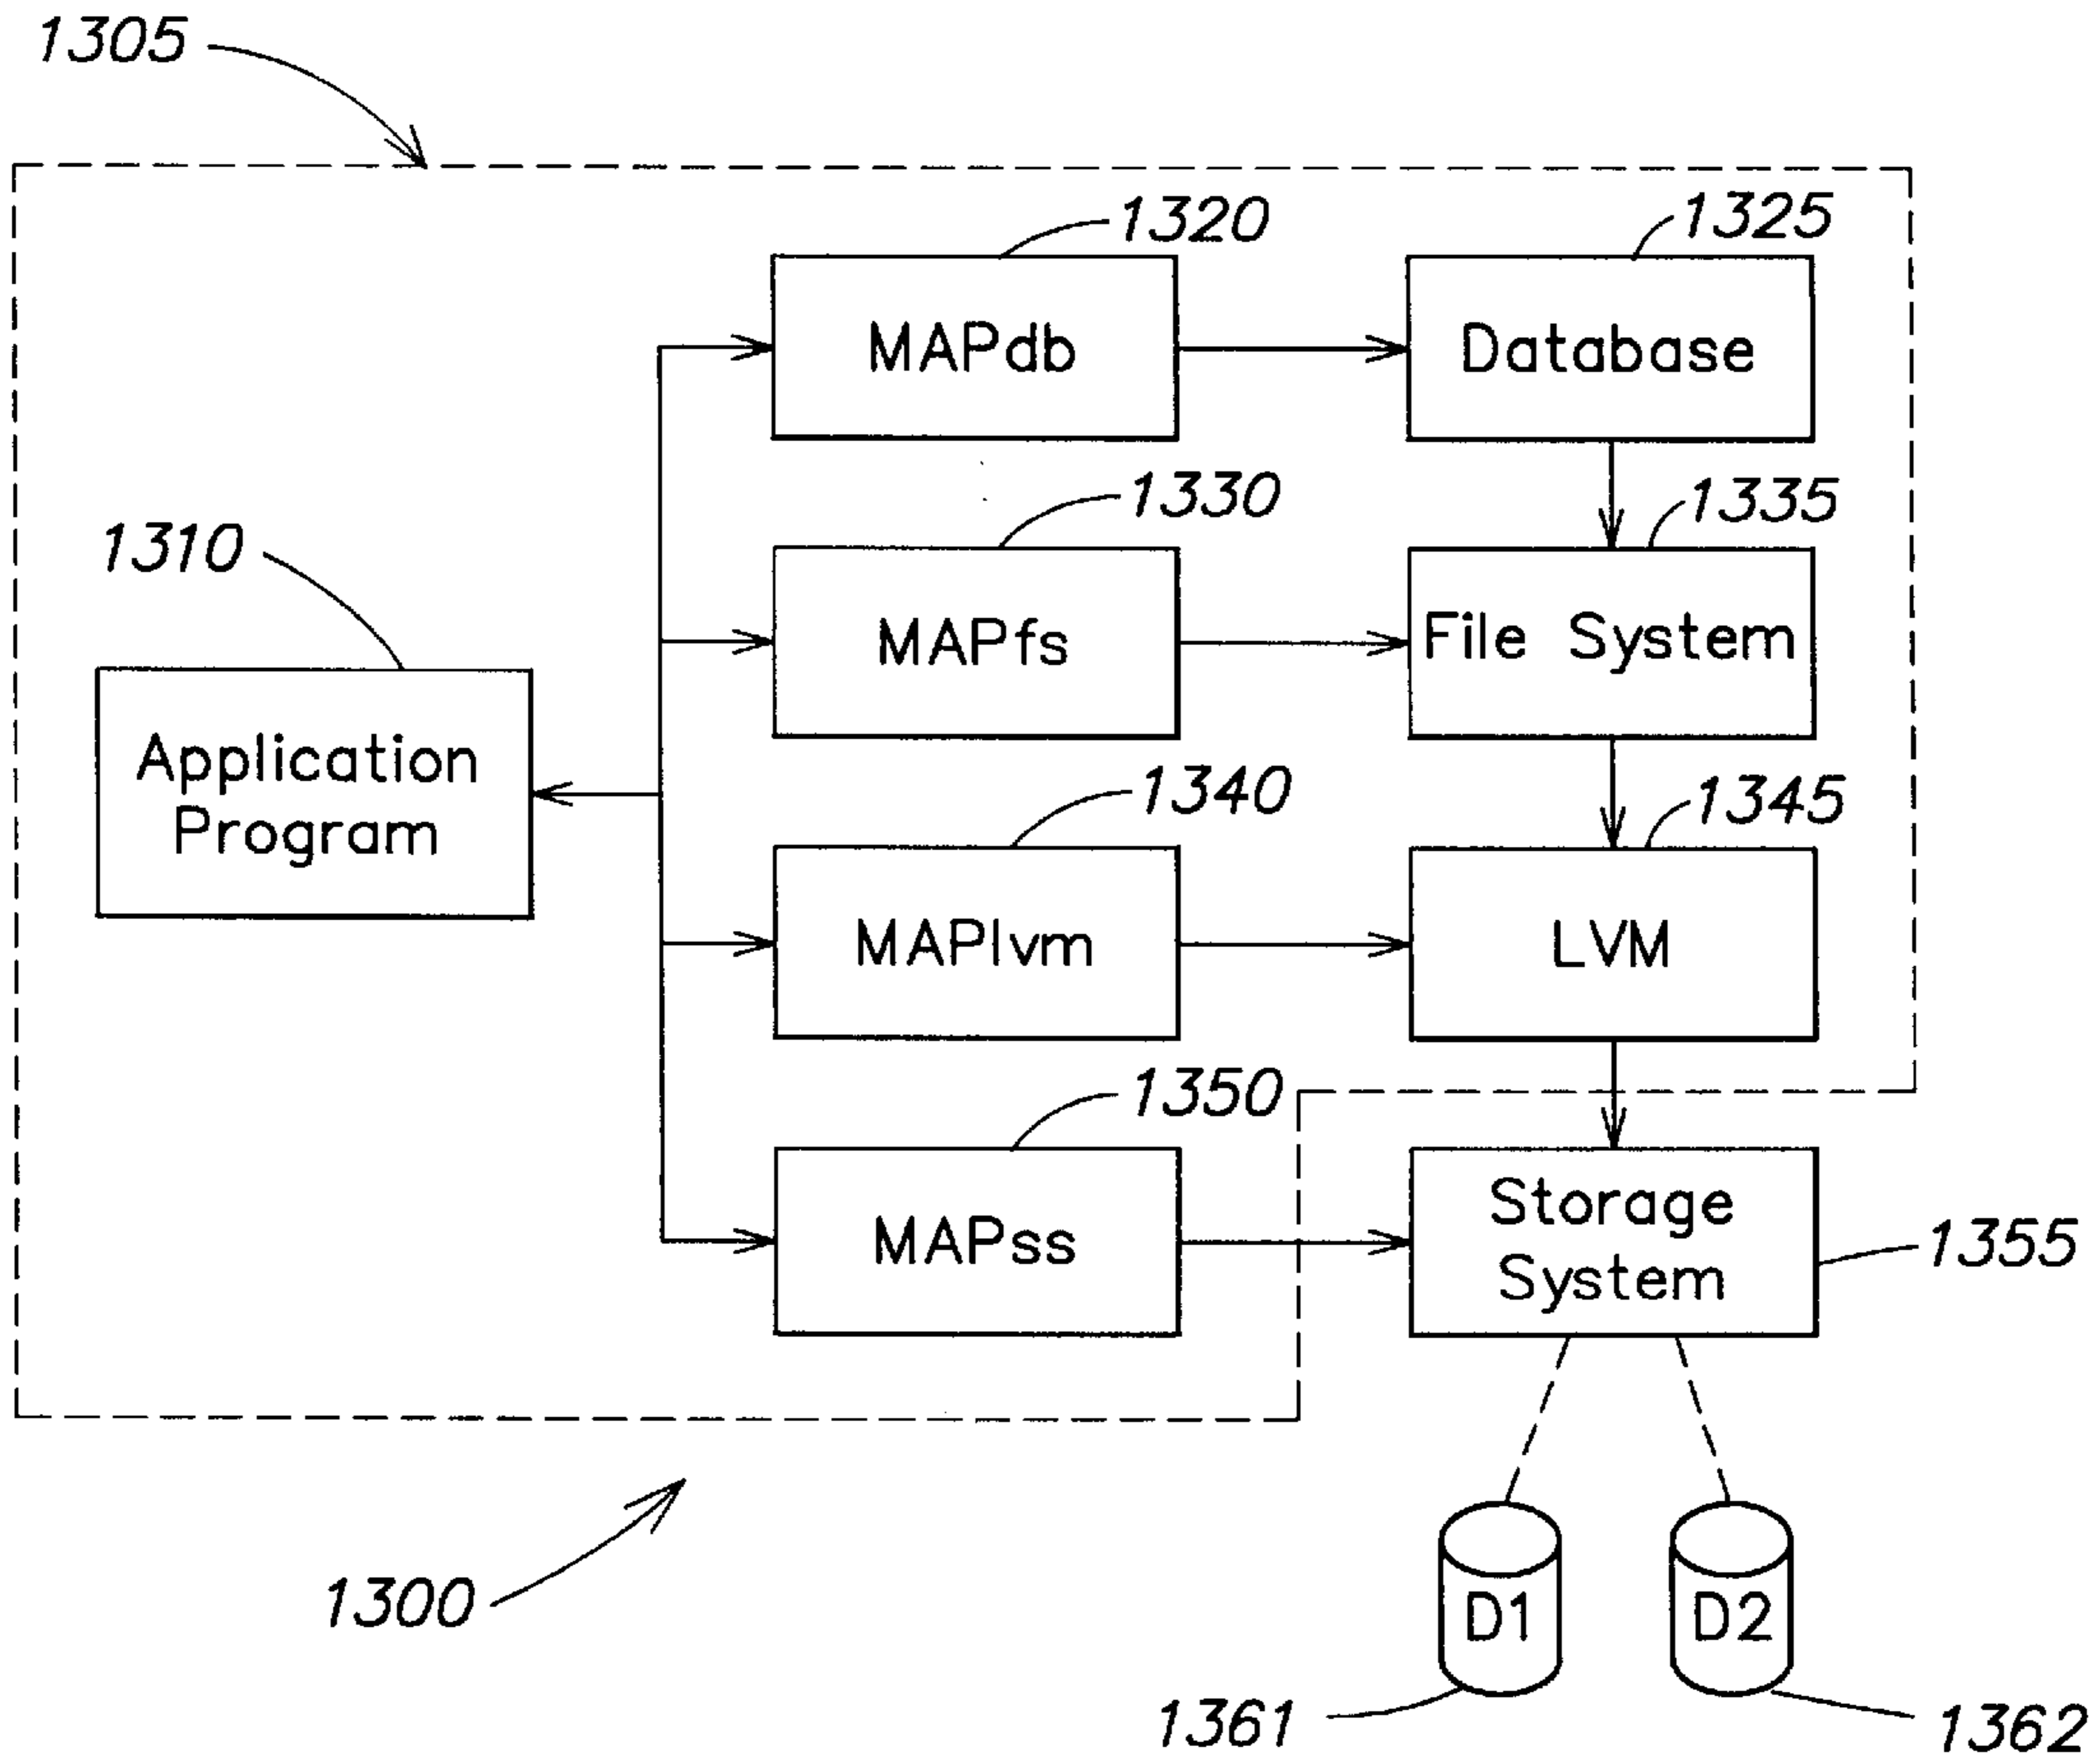 1305
1320
1325
MAPdb
Database
1330
1335
1310
MAPfs
File System
Application
Program
1340
1345
MAPlvm
LVM
1350
MAPss
Storage
System
1355
1300
D1
D2
1361
1362